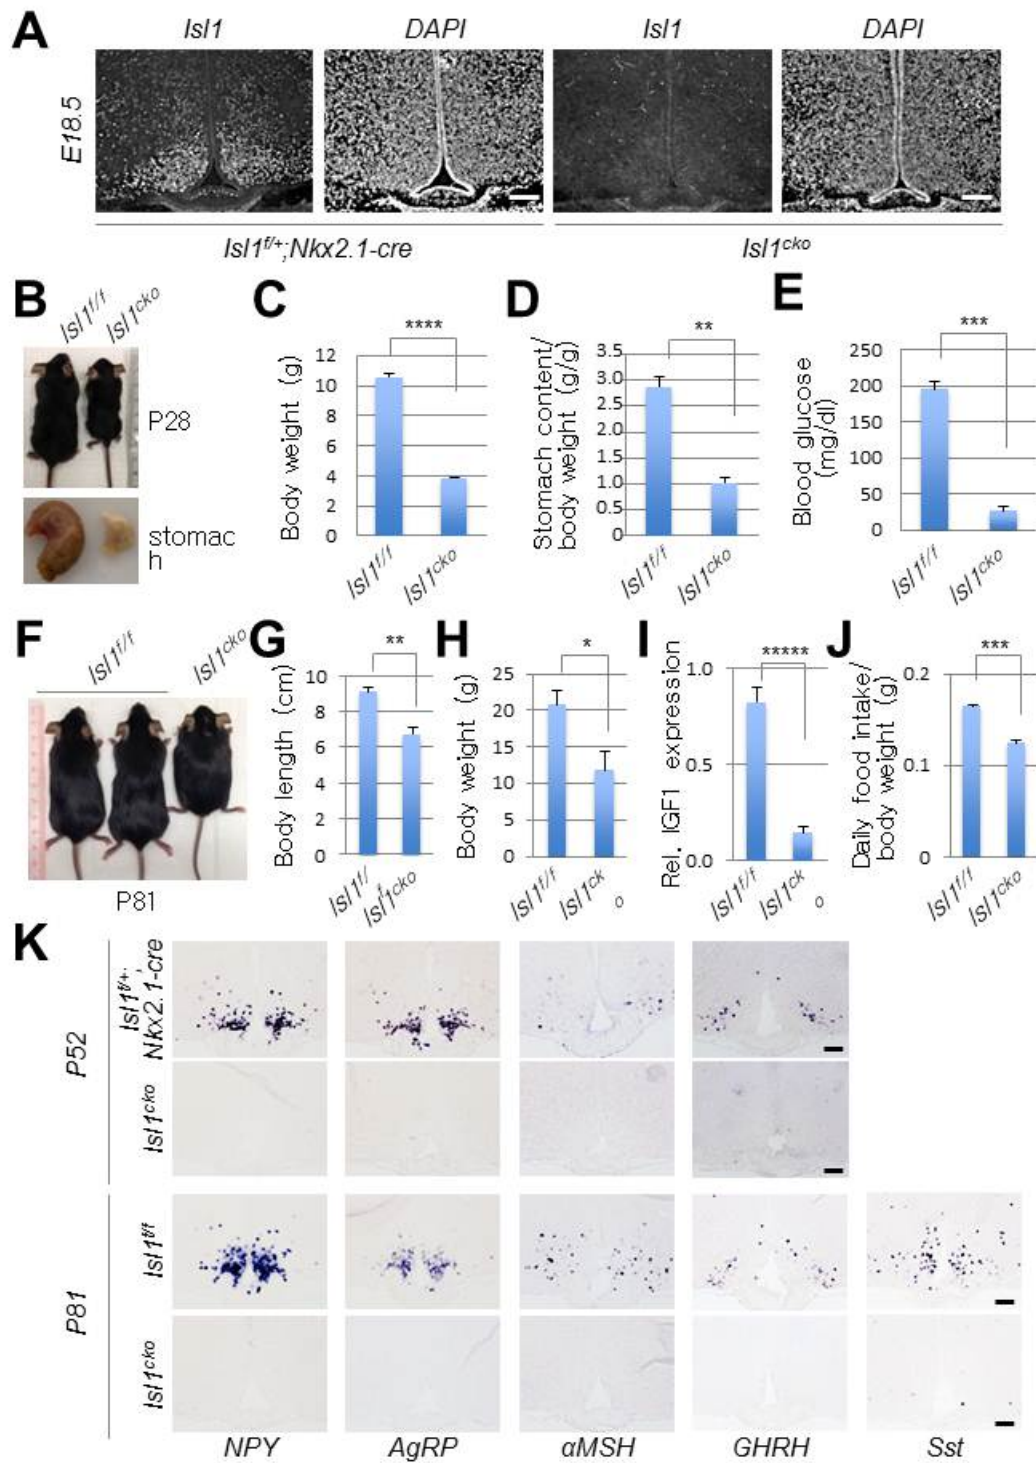 A
Isl1 DAPI Isl1 DAPI
E18.5
Isl1f/+;Nkx2.1-cre Isl1cko
B
Isl1f/f Isl1cko
P28
stomac
h
C
****
Body weight (g)
12
10
8
6
4
2
0
Isl1f/f Isl1cko
D
**
Stomach content/
body weight (g/g)
3.5
3.0
2.5
2.0
1.5
1.0
0.5
0
Isl1f/f Isl1cko
E
***
Blood glucose
(mg/dl)
250
200
150
100
50
0
Isl1f/f Isl1cko
F
Isl1f/f Isl1cko
P81
G
**
Body length (cm)
10
8
6
4
2
0
Isl1f/
f
Isl1cko
H
*
Body weight (g)
25
20
15
10
5
0
Isl1f/f Isl1ck
o
I
*****
Rel. IGF1 expression
1.0
0.5
0.0
Isl1f/f Isl1ck
o
J
***
Daily food intake/
body weight (g)
0.2
0.1
0
Isl1f/f Isl1cko
K
P52
Isl1f/+;
Nkx2.1-cre
Isl1cko
P81
Isl1f/f
Isl1cko
NPY AgRP αMSH GHRH Sst